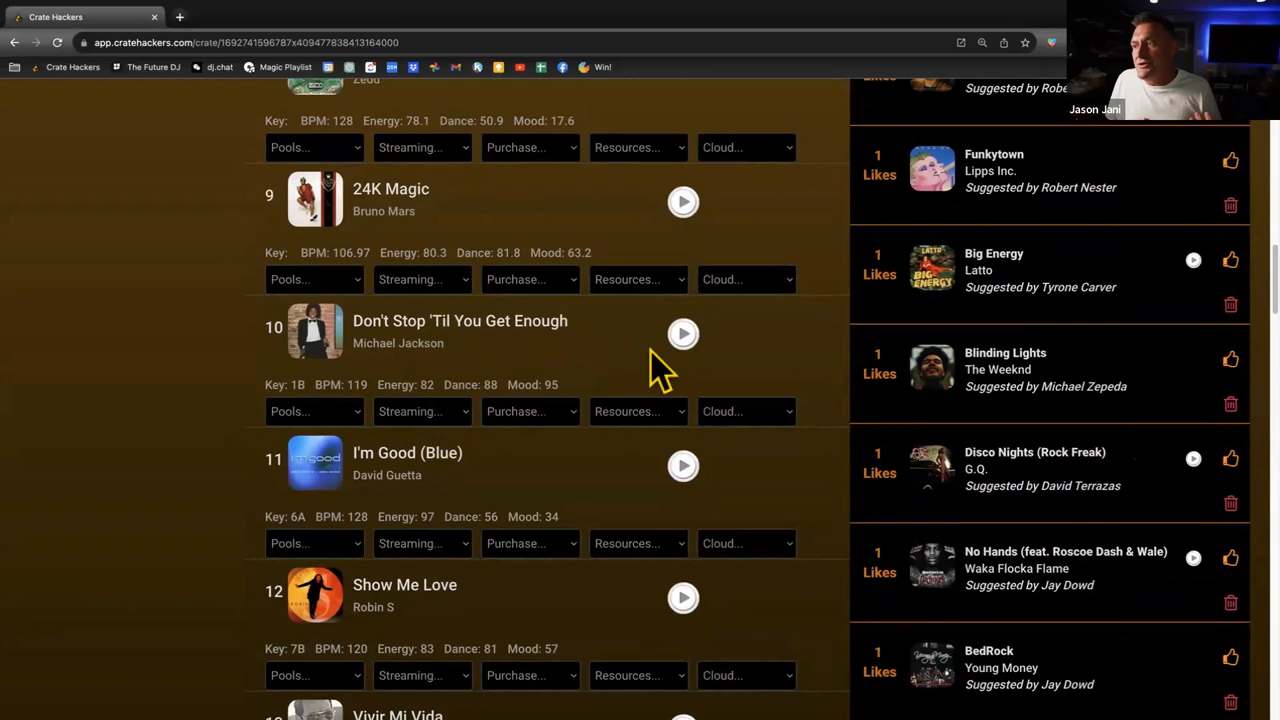 Crate Hackers
app.cratehackers.com/crate/1692741596787x409477838413164000
Crate Hackers
The Future DJ
dj.chat
Magic Playlist
Win!
Jason Jani
Zedd
Key: BPM: 128 Energy: 78.1 Dance: 50.9 Mood: 17.6
Pools... Streaming... Purchase... Resources... Cloud...
9
24K Magic
Bruno Mars
Key: BPM: 106.97 Energy: 80.3 Dance: 81.8 Mood: 63.2
Pools... Streaming... Purchase... Resources... Cloud...
10
Don't Stop 'Til You Get Enough
Michael Jackson
Key: 1B BPM: 119 Energy: 82 Dance: 88 Mood: 95
Pools... Streaming... Purchase... Resources... Cloud...
11
I'm Good (Blue)
David Guetta
Key: 6A BPM: 128 Energy: 97 Dance: 56 Mood: 34
Pools... Streaming... Purchase... Resources... Cloud...
12
Show Me Love
Robin S
Key: 7B BPM: 120 Energy: 83 Dance: 81 Mood: 57
Pools... Streaming... Purchase... Resources... Cloud...
Vivir Mi Vida
Likes
Suggested by Robe
1
Likes
Funkytown
Lipps Inc.
Suggested by Robert Nester
1
Likes
Big Energy
Latto
Suggested by Tyrone Carver
1
Likes
Blinding Lights
The Weeknd
Suggested by Michael Zepeda
1
Likes
Disco Nights (Rock Freak)
G.Q.
Suggested by David Terrazas
1
Likes
No Hands (feat. Roscoe Dash & Wale)
Waka Flocka Flame
Suggested by Jay Dowd
1
Likes
BedRock
Young Money
Suggested by Jay Dowd